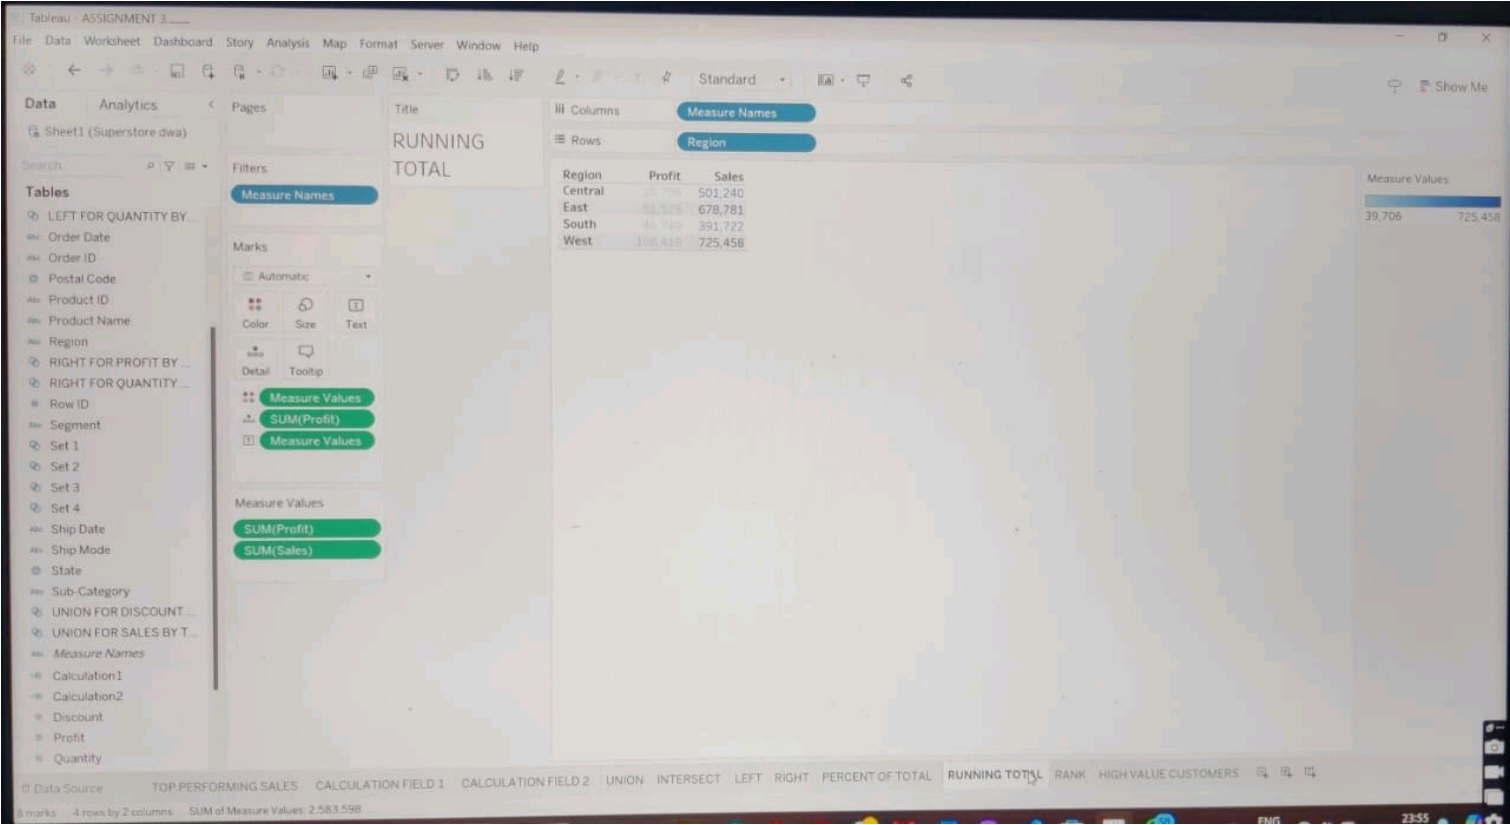 Tableau - ASSIGNMENT 3
File Data Worksheet Dashboard Story Analysis Map Format Server Window Help
Standard
Show Me
Data Analytics
Sheet1 (Superstore dwa)
Search
Tables
LEFT FOR QUANTITY BY...
Order Date
Order ID
Postal Code
Product ID
Product Name
Region
RIGHT FOR PROFIT BY ...
RIGHT FOR QUANTITY ...
Row ID
Segment
Set 1
Set 2
Set 3
Set 4
Ship Date
Ship Mode
State
Sub-Category
UNION FOR DISCOUNT ...
UNION FOR SALES BY T...
Measure Names
Calculation1
Calculation2
Discount
Profit
Quantity
Pages
Filters
Measure Names
Marks
Automatic
Color Size Text
Detail Tooltip
Measure Values
SUM(Profit)
Measure Values
Measure Values
SUM(Profit)
SUM(Sales)
Title
RUNNING
TOTAL
Columns Measure Names
Rows Region
Region Profit Sales
Central 501,240
East 678,781
South 391,722
West 725,458
Measure Values
39,706 725,458
Data Source TOP PERFORMING SALES CALCULATION FIELD 1 CALCULATION FIELD 2 UNION INTERSECT LEFT RIGHT PERCENT OF TOTAL RUNNING TOTAL RANK HIGH VALUE CUSTOMERS
8 marks 4 rows by 2 columns SUM of Measure Values: 2,583,598
ENG 23:55